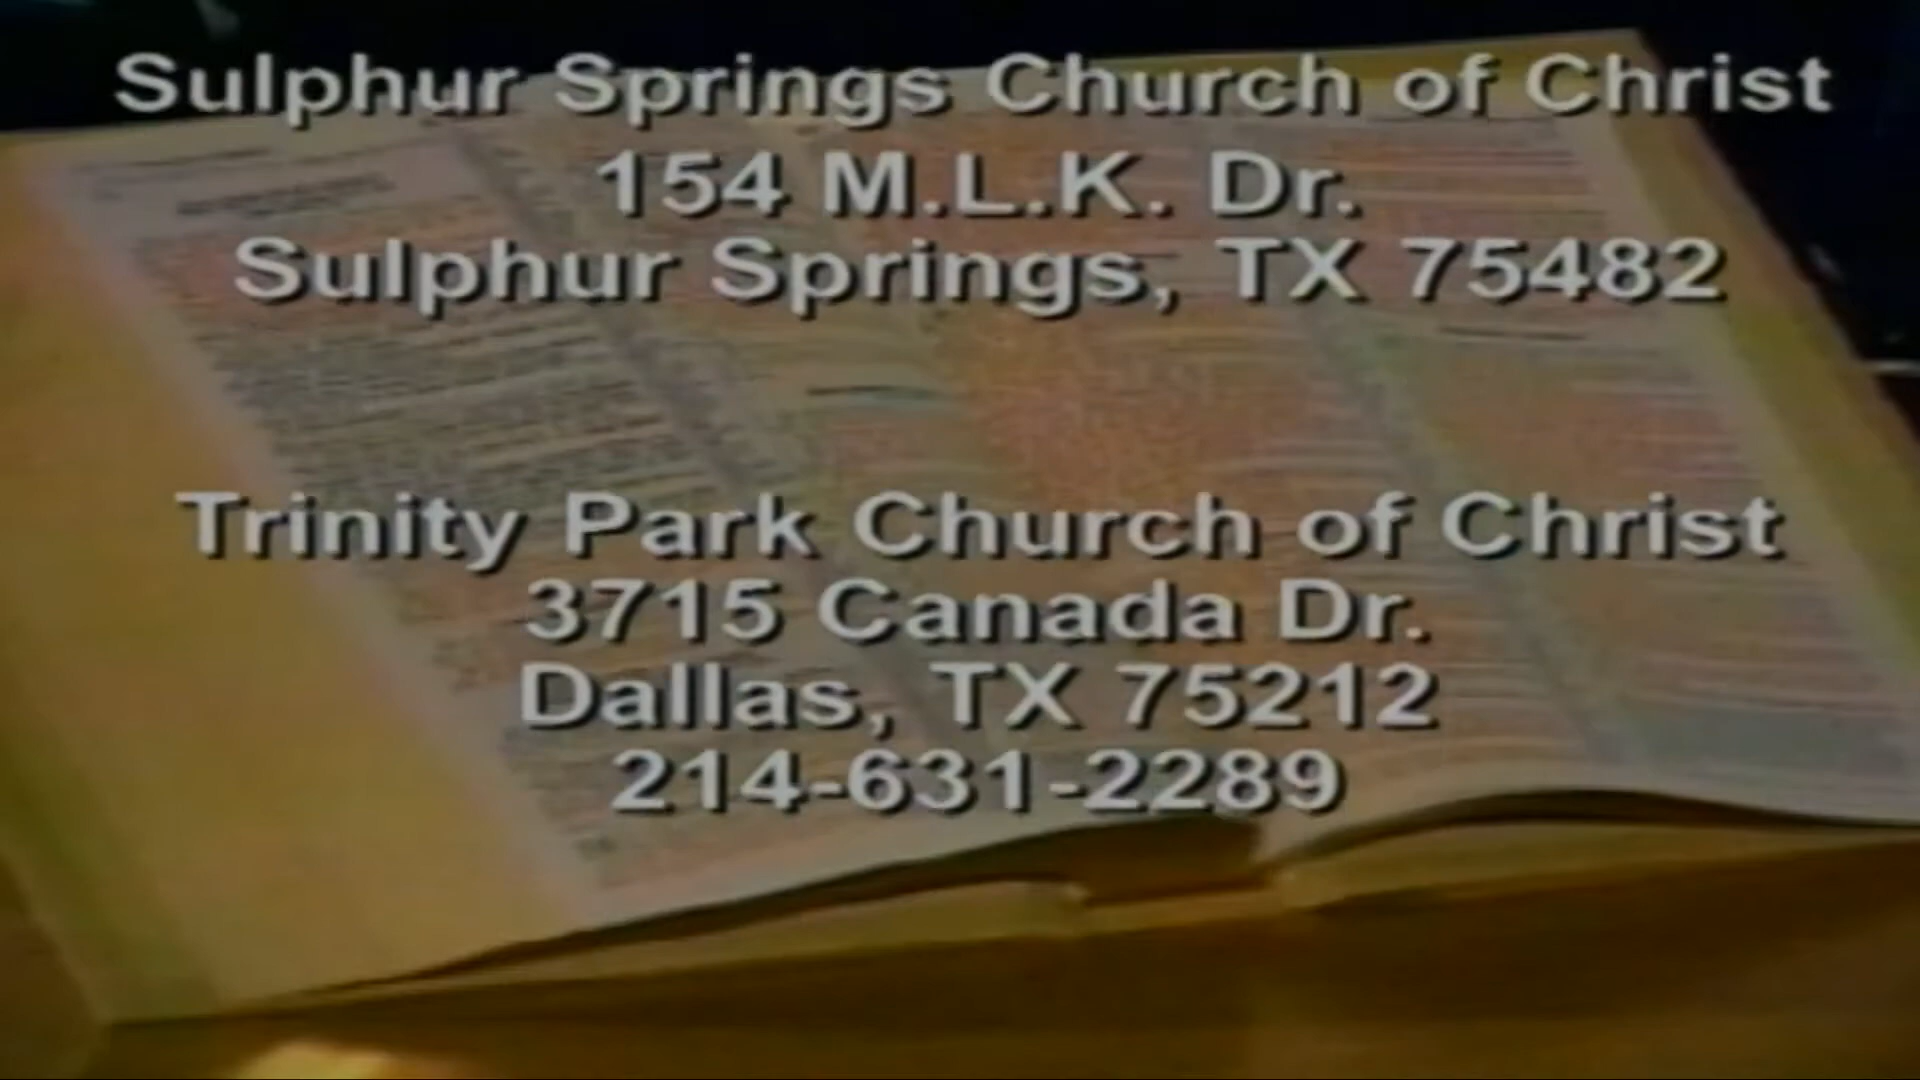 Sulphur Springs Church of Christ
154 M.L.K. Dr.
Sulphur Springs, TX 75482
Trinity Park Church of Christ
3715 Canada Dr.
Dallas, TX 75212
214-631-2289